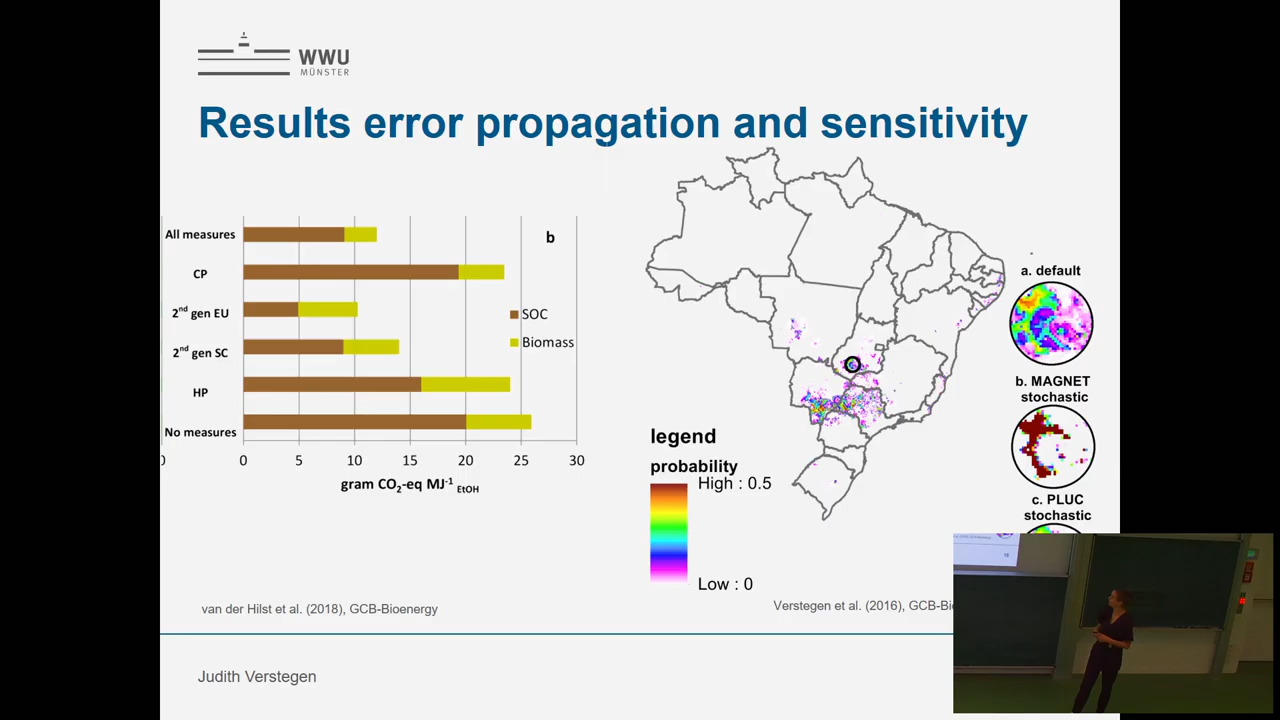 WWU
MÜNSTER
Results error propagation and sensitivity
b
All measures
CP
2nd gen EU
2nd gen SC
HP
No measures
SOC
Biomass
0 0 5 10 15 20 25 30
gram CO2-eq MJ-1 EtOH
a. default
b. MAGNET
stochastic
c. PLUC
stochastic
legend
probability
High : 0.5
Low : 0
van der Hilst et al. (2018), GCB-Bioenergy
Verstegen et al. (2016), GCB-
Judith Verstegen